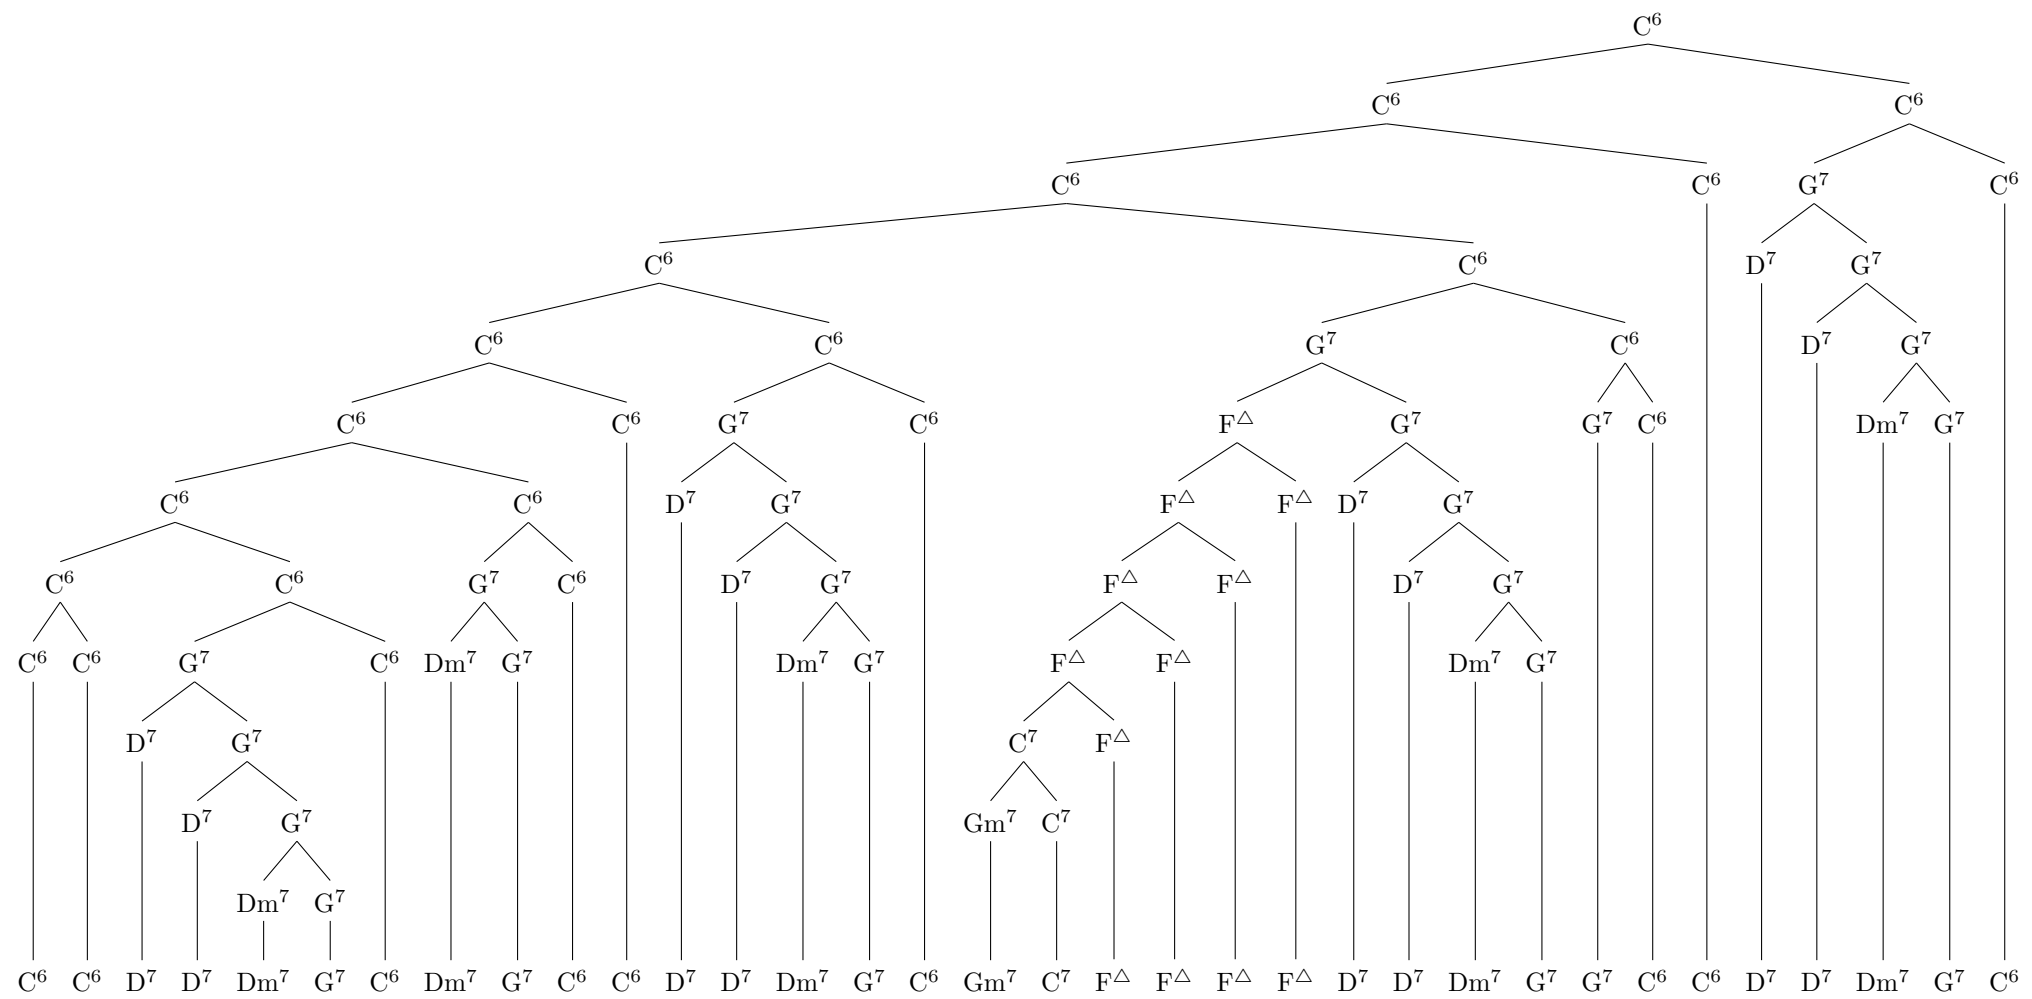 C⁶
C⁶ C⁶
C⁶ C⁶ G⁷ C⁶
C⁶ C⁶ D⁷ G⁷
C⁶ C⁶ G⁷ C⁶ D⁷ G⁷
C⁶ C⁶ G⁷ C⁶ F△ G⁷ G⁷ C⁶ Dm⁷ G⁷
C⁶ C⁶ D⁷ G⁷ F△ F△ D⁷ G⁷
C⁶ C⁶ G⁷ C⁶ D⁷ G⁷ F△ F△ D⁷ G⁷
C⁶ C⁶ G⁷ C⁶ Dm⁷ G⁷ Dm⁷ G⁷ F△ F△ Dm⁷ G⁷
D⁷ G⁷ C⁷ F△
D⁷ G⁷ Gm⁷ C⁷
Dm⁷ G⁷
C⁶ C⁶ D⁷ D⁷ Dm⁷ G⁷ C⁶ Dm⁷ G⁷ C⁶ C⁶ D⁷ D⁷ Dm⁷ G⁷ C⁶ Gm⁷ C⁷ F△ F△ F△ F△ D⁷ D⁷ Dm⁷ G⁷ G⁷ C⁶ C⁶ D⁷ D⁷ Dm⁷ G⁷ C⁶